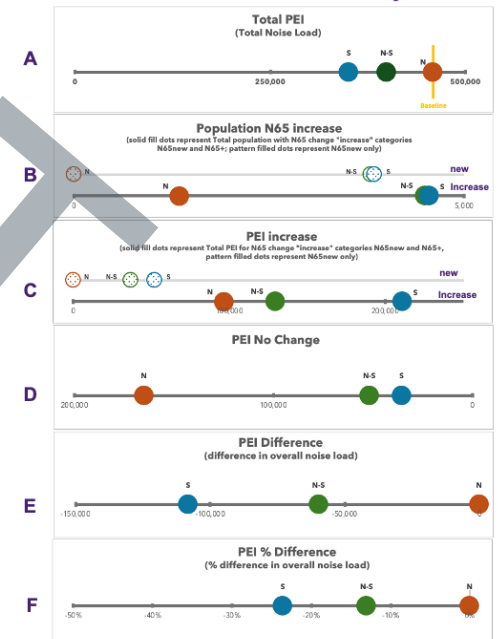 A
Total PEI
(Total Noise Load)
S N-S N
0 250,000 500,000
Baseline
B
Population N65 increase
(solid fill dots represent Total population with N65 change "increase" categories
N65new and N65+; pattern filled dots represent N65new only)
N N-S S new
N N-S S Increase
0 5,000
C
PEI increase
(solid fill dots represent Total PEI for N65 change "increase" categories N65new and N65+,
pattern filled dots represent N65new only)
N N-S S new
N N-S S Increase
0 100,000 200,000
D
PEI No Change
N N-S S
200,000 100,000 0
E
PEI Difference
(difference in overall noise load)
S N-S N
-150,000 -100,000 -50,000
F
PEI % Difference
(% difference in overall noise load)
S N-S N
-50% -40% -30% -20% -10% 0%